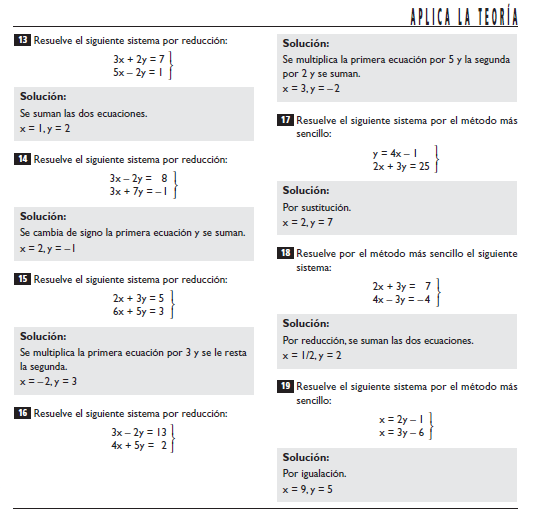 APLICA LA TEORÍA
13 Resuelve el siguiente sistema por reducción:
3x + 2y = 7
5x – 2y = 1
Solución:
Se suman las dos ecuaciones.
x = 1, y = 2
14 Resuelve el siguiente sistema por reducción:
3x – 2y = 8
3x + 7y = –1
Solución:
Se cambia de signo la primera ecuación y se suman.
x = 2, y = –1
15 Resuelve el siguiente sistema por reducción:
2x + 3y = 5
6x + 5y = 3
Solución:
Se multiplica la primera ecuación por 3 y se le resta
la segunda.
x = –2, y = 3
16 Resuelve el siguiente sistema por reducción:
3x – 2y = 13
4x + 5y = 2
Solución:
Se multiplica la primera ecuación por 5 y la segunda
por 2 y se suman.
x = 3, y = –2
17 Resuelve el siguiente sistema por el método más
sencillo:
y = 4x – 1
2x + 3y = 25
Solución:
Por sustitución.
x = 2, y = 7
18 Resuelve por el método más sencillo el siguiente
sistema:
2x + 3y = 7
4x – 3y = –4
Solución:
Por reducción, se suman las dos ecuaciones.
x = 1/2, y = 2
19 Resuelve el siguiente sistema por el método más
sencillo:
x = 2y – 1
x = 3y – 6
Solución:
Por igualación.
x = 9, y = 5